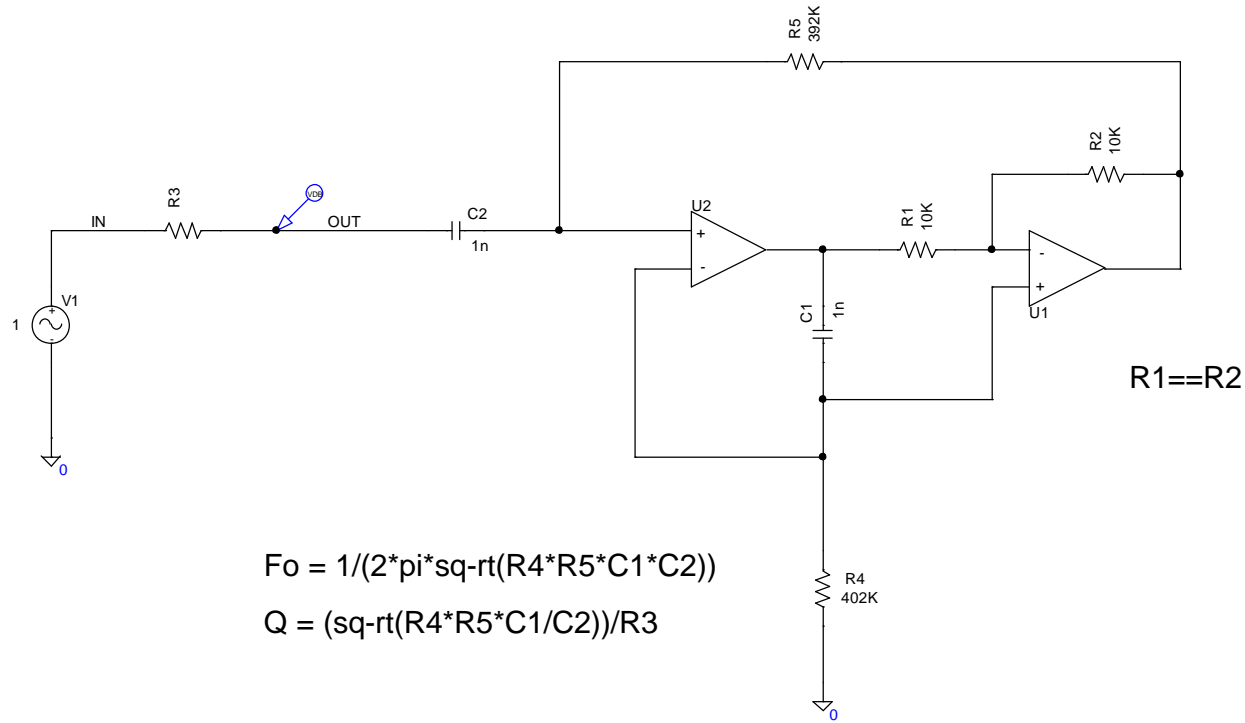 R5
392K
R2
10K
VDB
R3
IN
OUT
C2
1n
U2
+
-
R1
10K
-
+
U1
V1
+
-
1
C1
1n
R1==R2
0
Fo = 1/(2*pi*sq-rt(R4*R5*C1*C2))
Q = (sq-rt(R4*R5*C1/C2))/R3
R4
402K
0